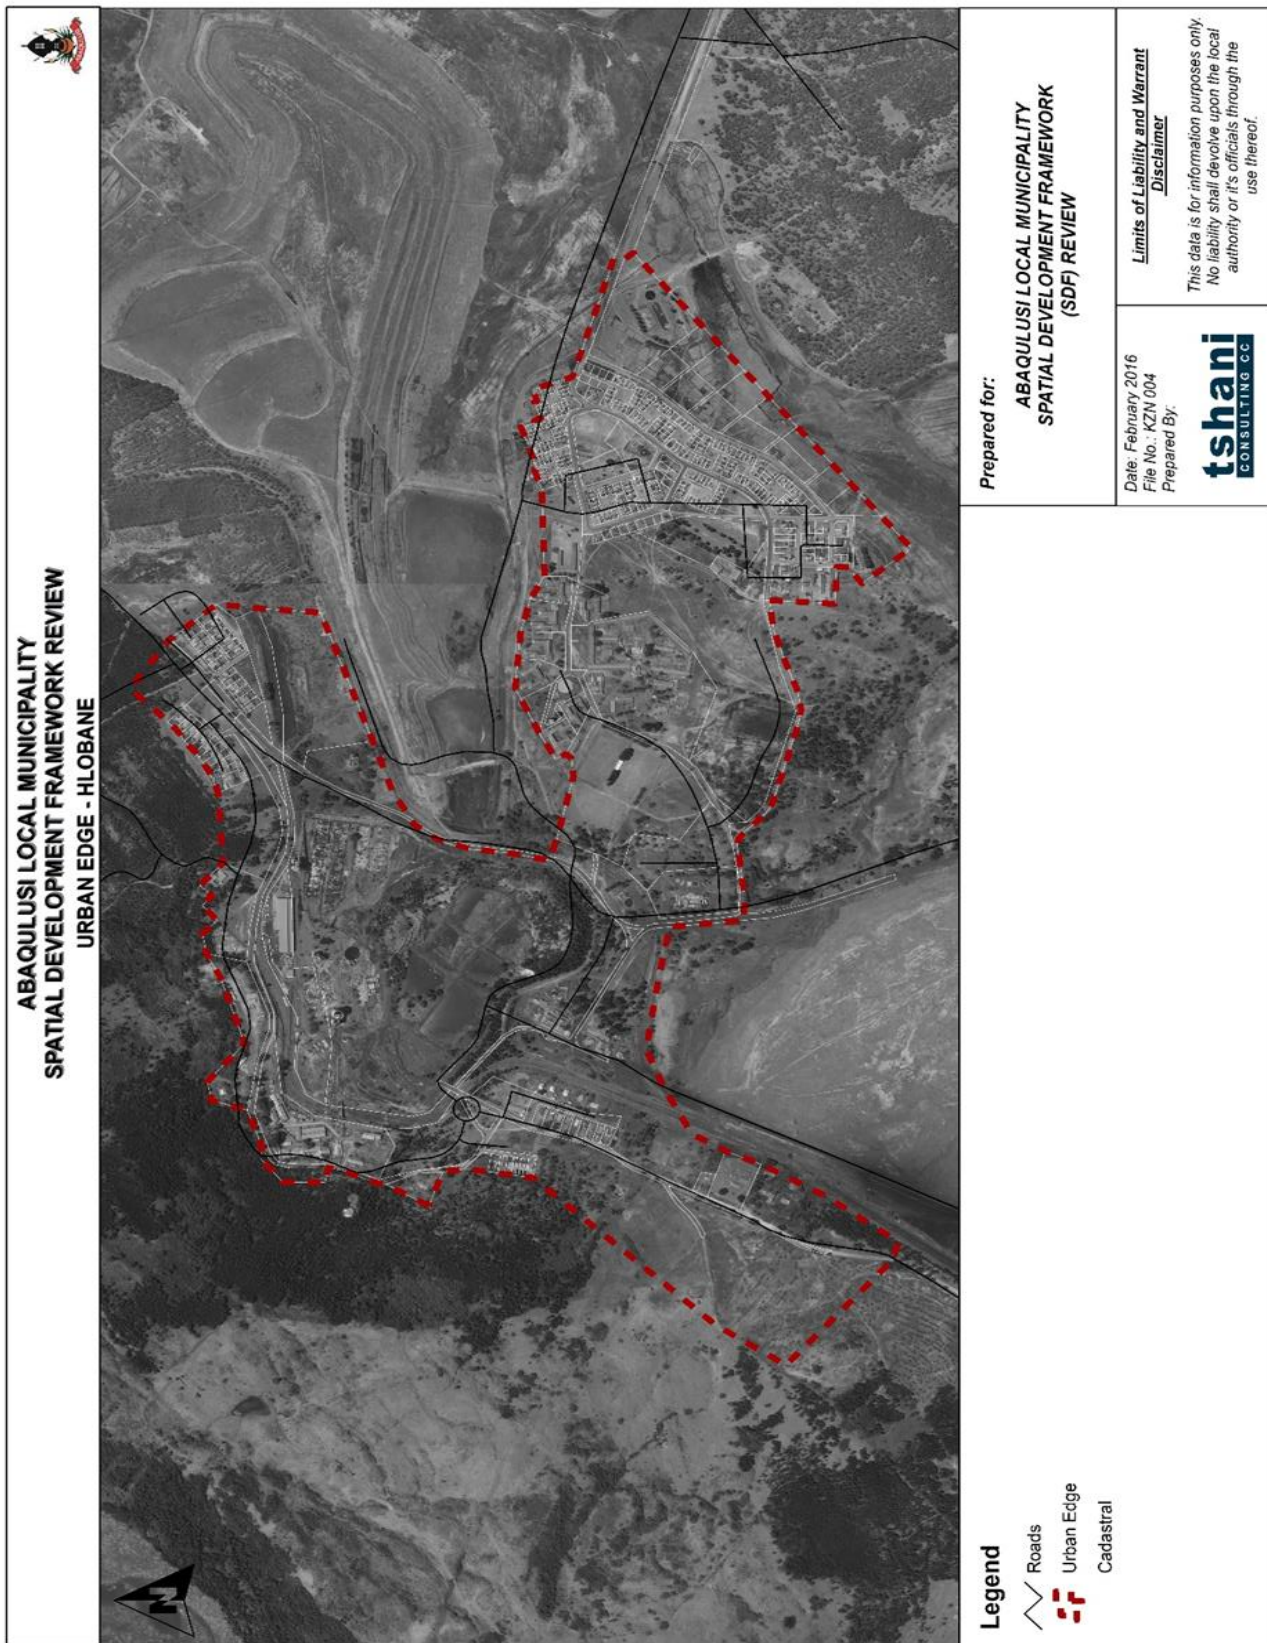 ABAQULUSI LOCAL MUNICIPALITY
SPATIAL DEVELOPMENT FRAMEWORK REVIEW
URBAN EDGE - HLOBANE
N
Legend
Roads
Urban Edge
Cadastral
Prepared for:
ABAQULUSI LOCAL MUNICIPALITY
SPATIAL DEVELOPMENT FRAMEWORK
(SDF) REVIEW
Date: February 2016
File No.: KZN 004
Prepared By:
tshani
CONSULTING CC
Limits of Liability and Warrant
Disclaimer
This data is for information purposes only.
No liability shall devolve upon the local
authority or it's officials through the
use thereof.